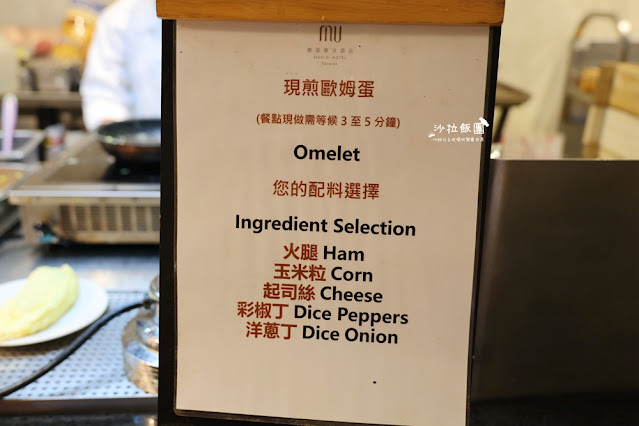 mu
現煎歐姆蛋
(餐點現做需等候 3 至 5 分鐘)
沙拉飯團
Omelet
您的配料選擇
Ingredient Selection
火腿 Ham
玉米粒 Corn
起司絲 Cheese
彩椒丁 Dice Peppers
洋蔥丁 Dice Onion